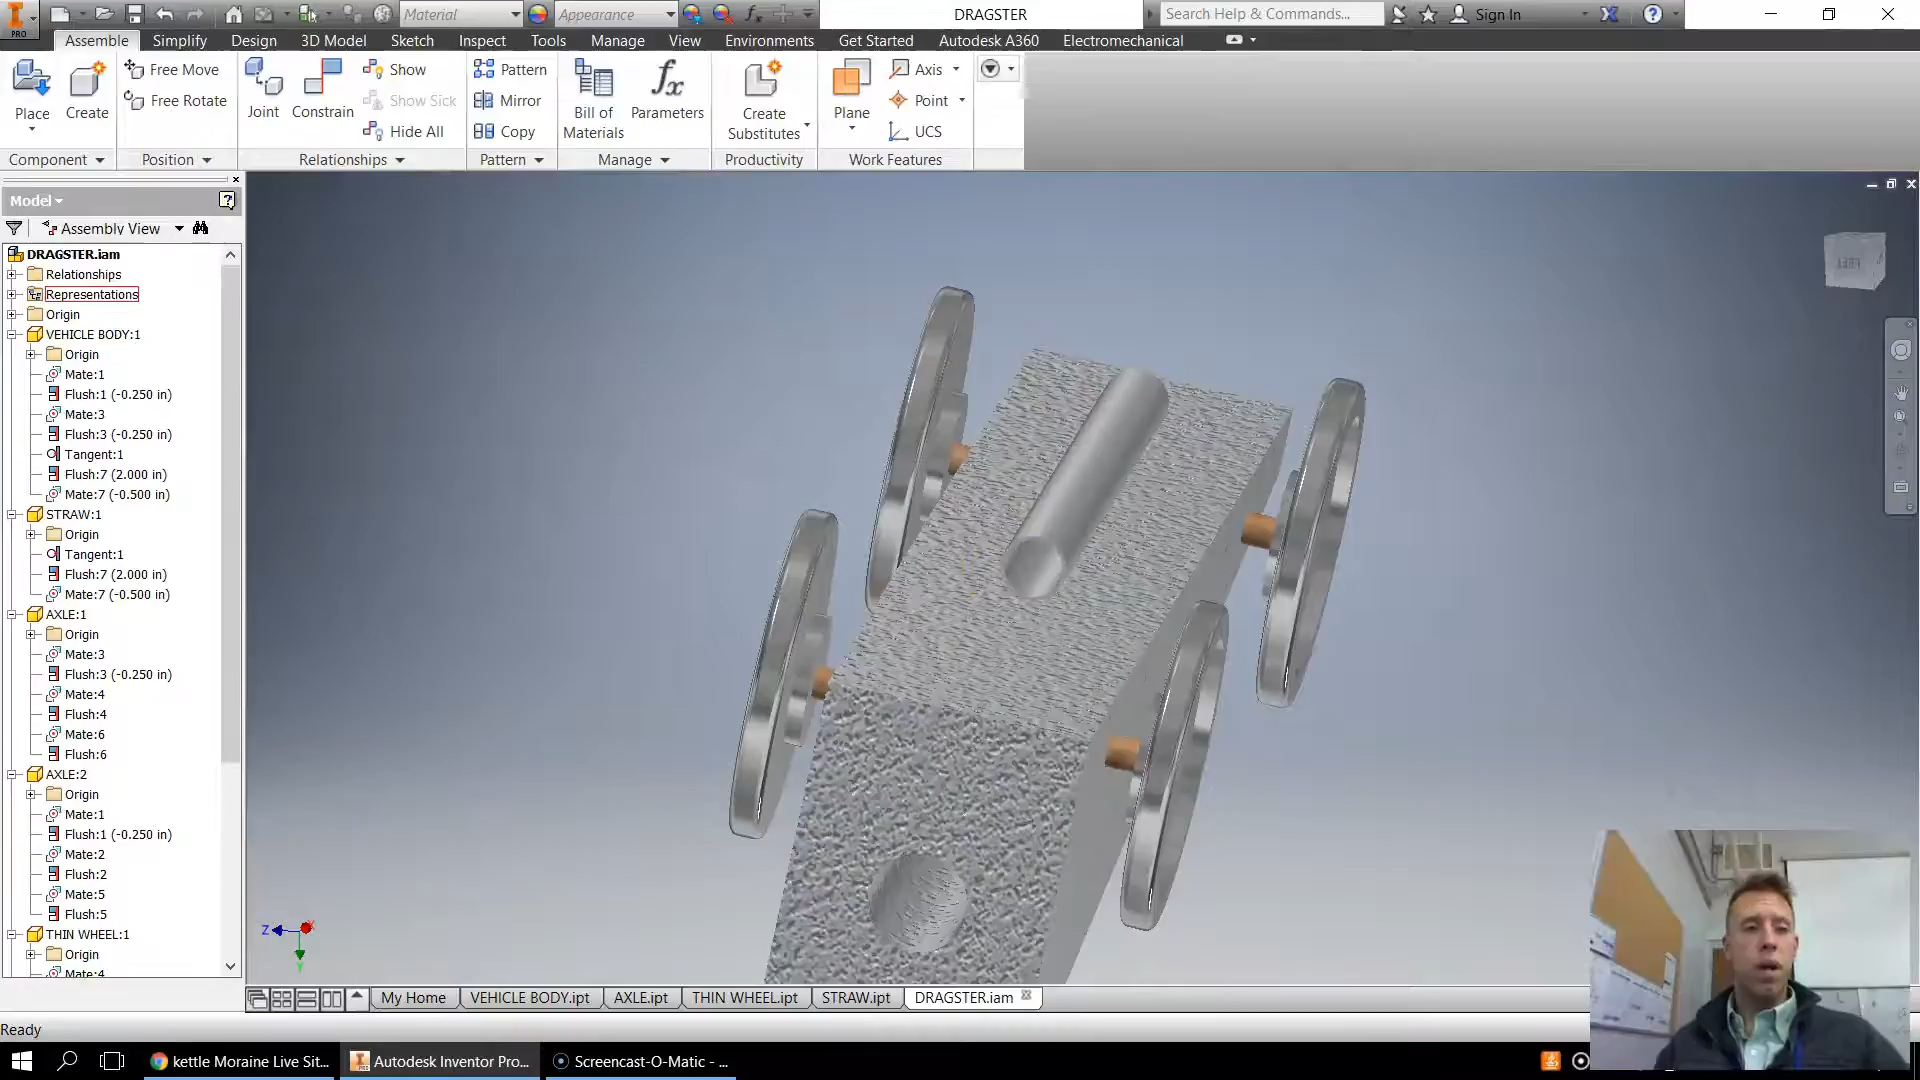 PRO
Material
Appearance
DRAGSTER
Search Help & Commands...
Sign In
Assemble
Simplify
Design
3D Model
Sketch
Inspect
Tools
Manage
View
Environments
Get Started
Autodesk A360
Electromechanical
Place
Create
Free Move
Free Rotate
Joint
Constrain
Show
Show Sick
Hide All
Pattern
Mirror
Copy
Bill of
Materials
Parameters
Create
Substitutes
Plane
Axis
Point
UCS
Component
Position
Relationships
Pattern
Manage
Productivity
Work Features
Model
Assembly View
DRAGSTER.iam
Relationships
Representations
Origin
VEHICLE BODY:1
Origin
Mate:1
Flush:1 (-0.250 in)
Mate:3
Flush:3 (-0.250 in)
Tangent:1
Flush:7 (2.000 in)
Mate:7 (-0.500 in)
STRAW:1
Origin
Tangent:1
Flush:7 (2.000 in)
Mate:7 (-0.500 in)
AXLE:1
Origin
Mate:3
Flush:3 (-0.250 in)
Mate:4
Flush:4
Mate:6
Flush:6
AXLE:2
Origin
Mate:1
Flush:1 (-0.250 in)
Mate:2
Flush:2
Mate:5
Flush:5
THIN WHEEL:1
Origin
Mate:4
LEFT
Z
X
Y
My Home
VEHICLE BODY.ipt
AXLE.ipt
THIN WHEEL.ipt
STRAW.ipt
DRAGSTER.iam
Ready
kettle Moraine Live Sit...
Autodesk Inventor Pro...
Screencast-O-Matic - ...